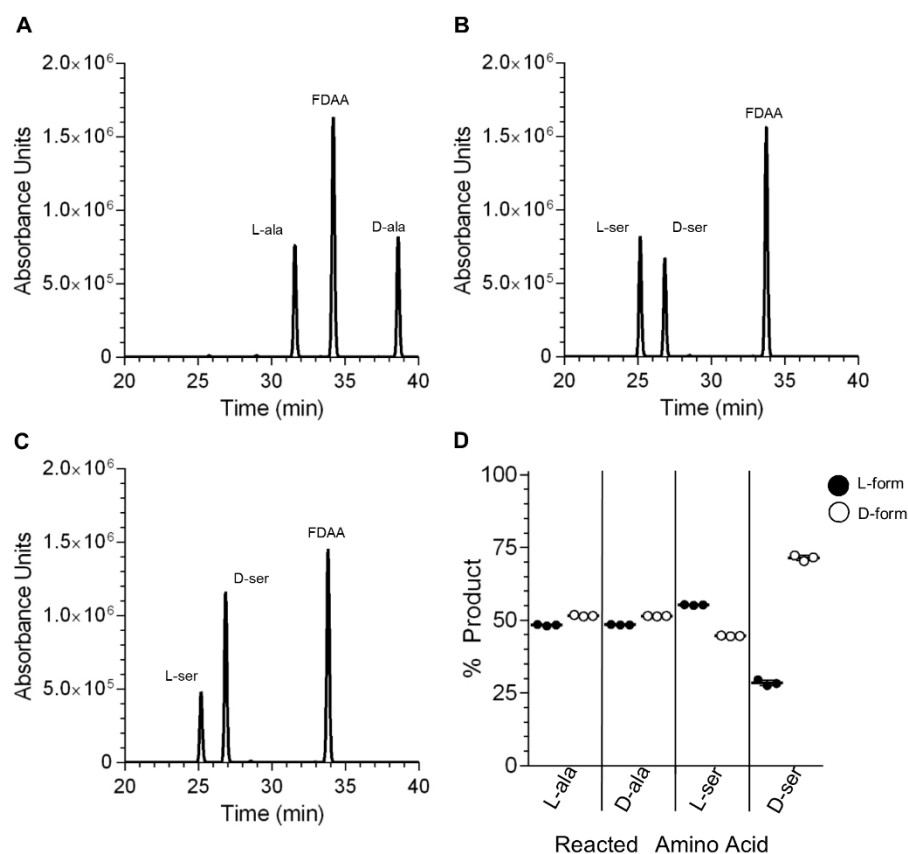 A
Absorbance Units
2.0×10⁶
1.5×10⁶
1.0×10⁶
5.0×10⁵
0
L-ala
FDAA
D-ala
20 25 30 35 40
Time (min)
B
Absorbance Units
2.0×10⁶
1.5×10⁶
1.0×10⁶
5.0×10⁵
0
L-ser
D-ser
FDAA
20 25 30 35 40
Time (min)
C
Absorbance Units
2.0×10⁶
1.5×10⁶
1.0×10⁶
5.0×10⁵
0
L-ser
D-ser
FDAA
20 25 30 35 40
Time (min)
D
% Product
100
75
50
25
0
L-form
D-form
L-ala D-ala L-ser D-ser
Reacted Amino Acid